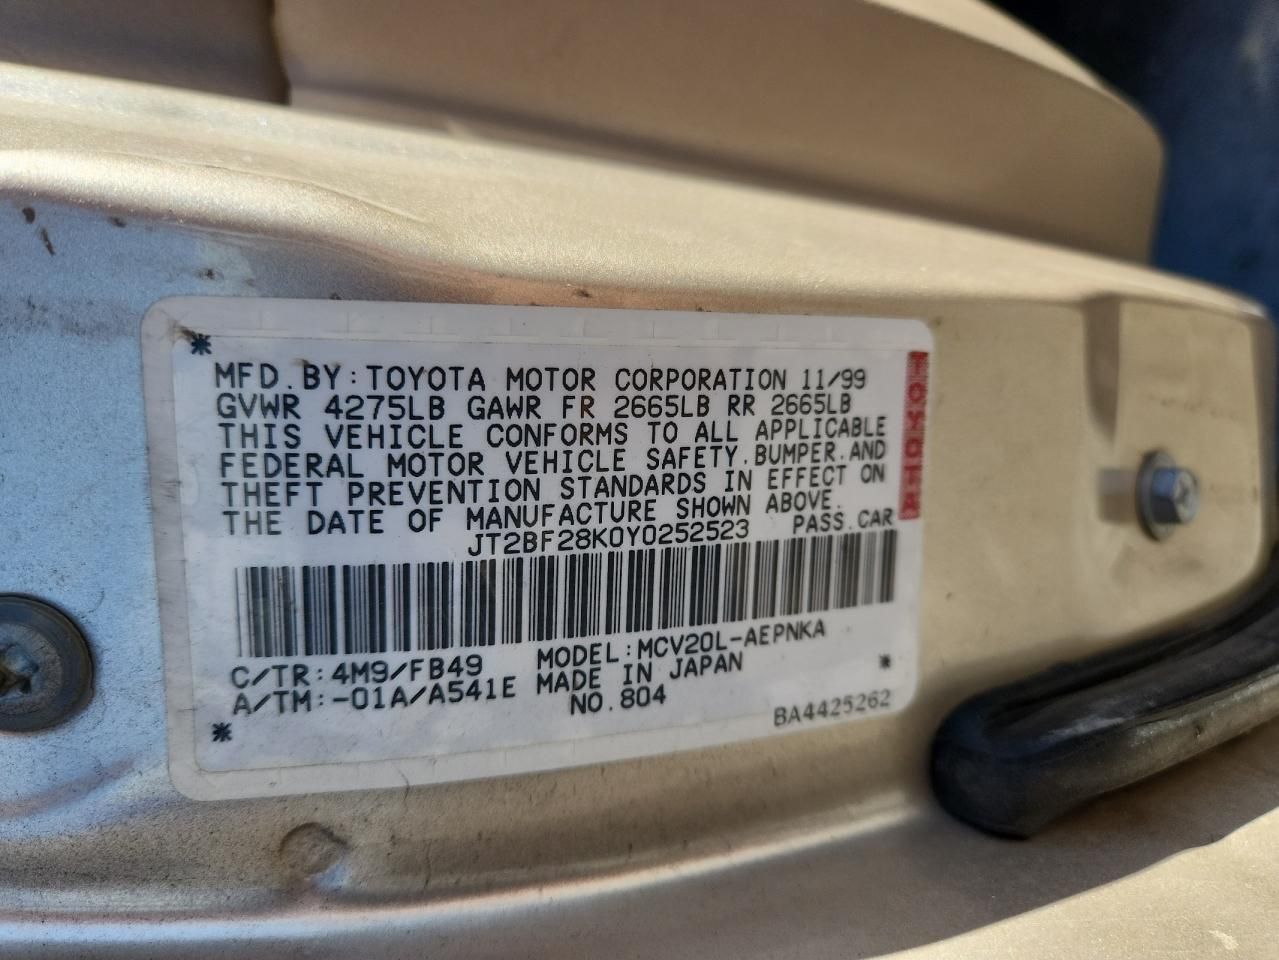 MFD. BY: TOYOTA MOTOR CORPORATION 11/99
GVWR 4275LB GAWR FR 2665LB RR 2665LB
THIS VEHICLE CONFORMS TO ALL APPLICABLE
FEDERAL MOTOR VEHICLE SAFETY, BUMPER, AND
THEFT PREVENTION STANDARDS IN EFFECT ON
THE DATE OF MANUFACTURE SHOWN ABOVE.
JT2BF28K0Y0252523 PASS. CAR
C/TR: 4M9/FB49 MODEL: MCV20L-AEPNKA
A/TM: -01A/A541E MADE IN JAPAN
NO. 804
BA4425262
TOYOTA